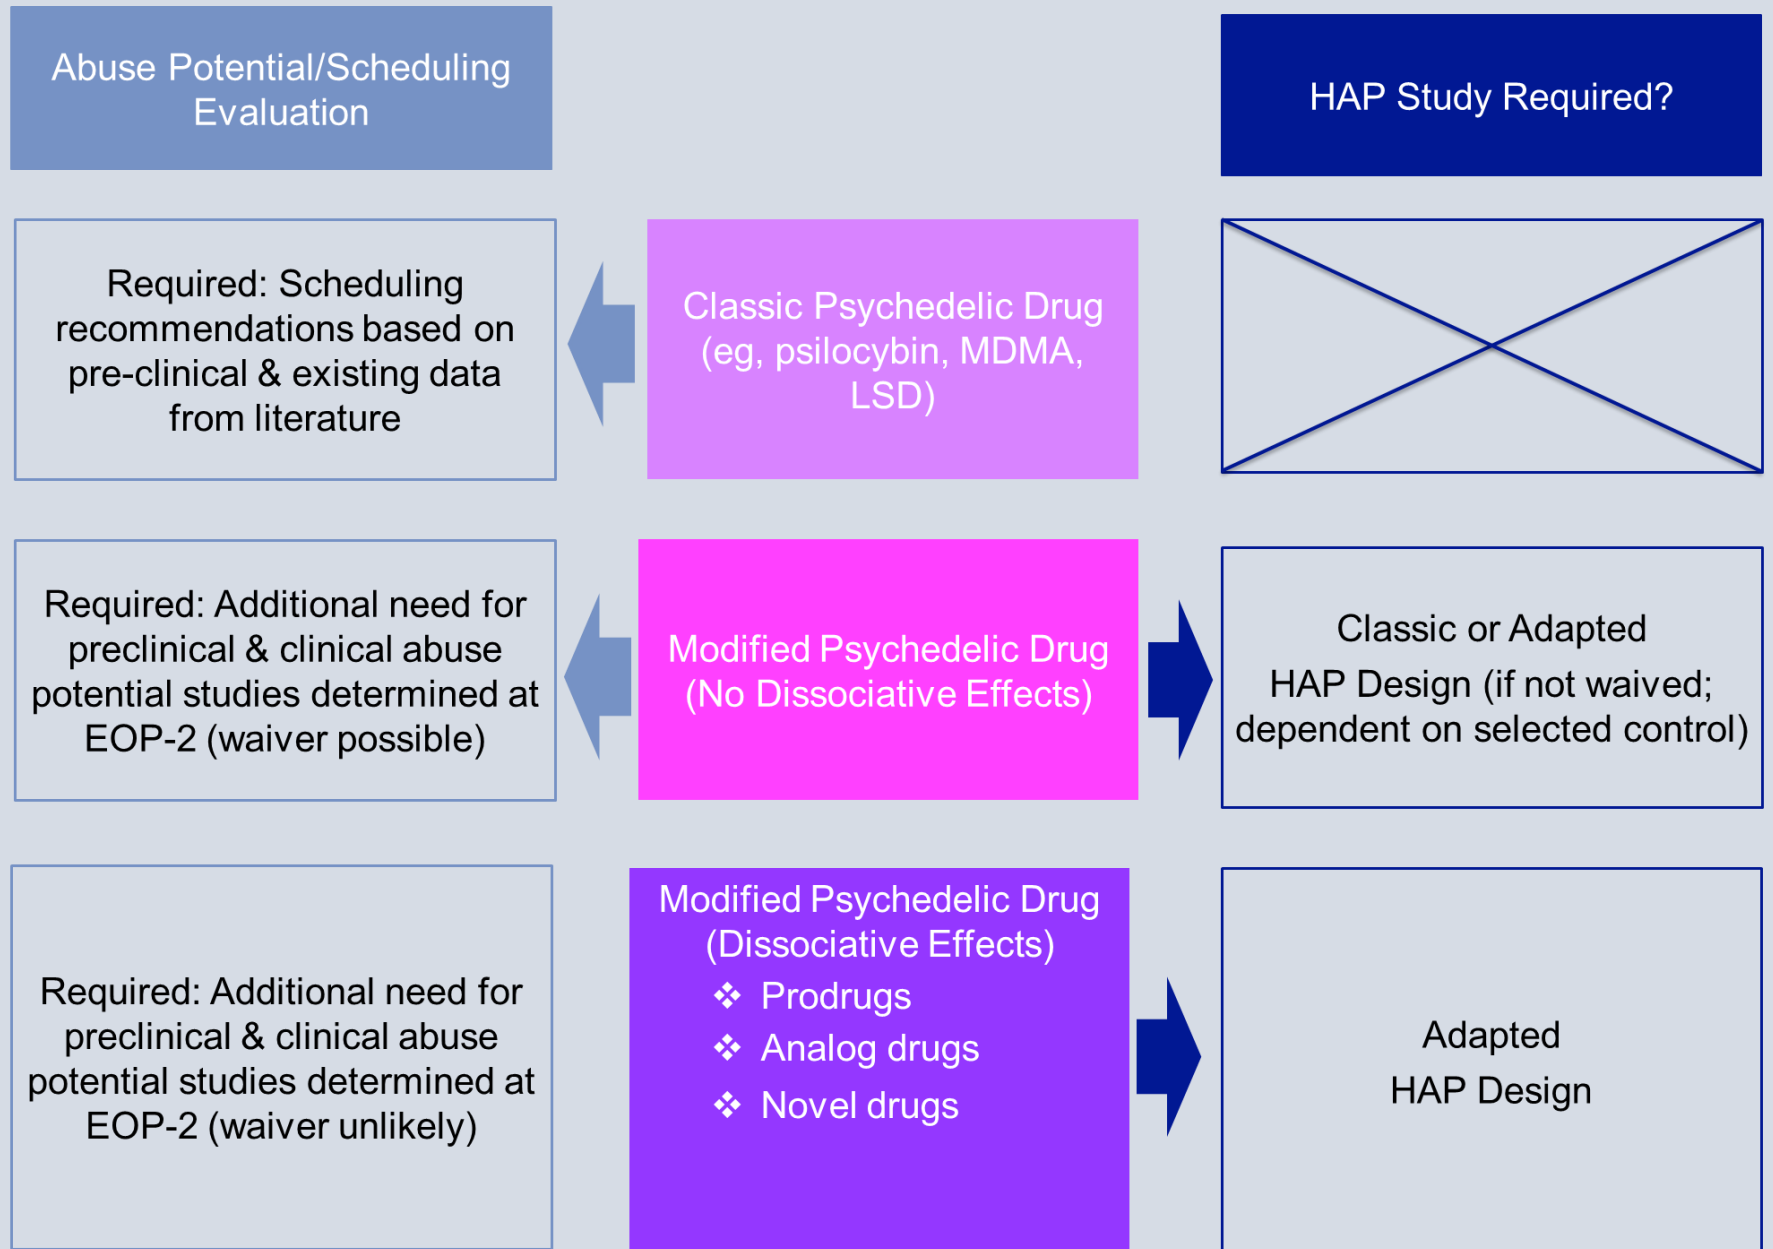 Abuse Potential/Scheduling
Evaluation
HAP Study Required?
Required: Scheduling
recommendations based on
pre-clinical & existing data
from literature
Classic Psychedelic Drug
(eg, psilocybin, MDMA,
LSD)
Required: Additional need for
preclinical & clinical abuse
potential studies determined at
EOP-2 (waiver possible)
Modified Psychedelic Drug
(No Dissociative Effects)
Classic or Adapted
HAP Design (if not waived;
dependent on selected control)
Required: Additional need for
preclinical & clinical abuse
potential studies determined at
EOP-2 (waiver unlikely)
Modified Psychedelic Drug
(Dissociative Effects)
❖ Prodrugs
❖ Analog drugs
❖ Novel drugs
Adapted
HAP Design